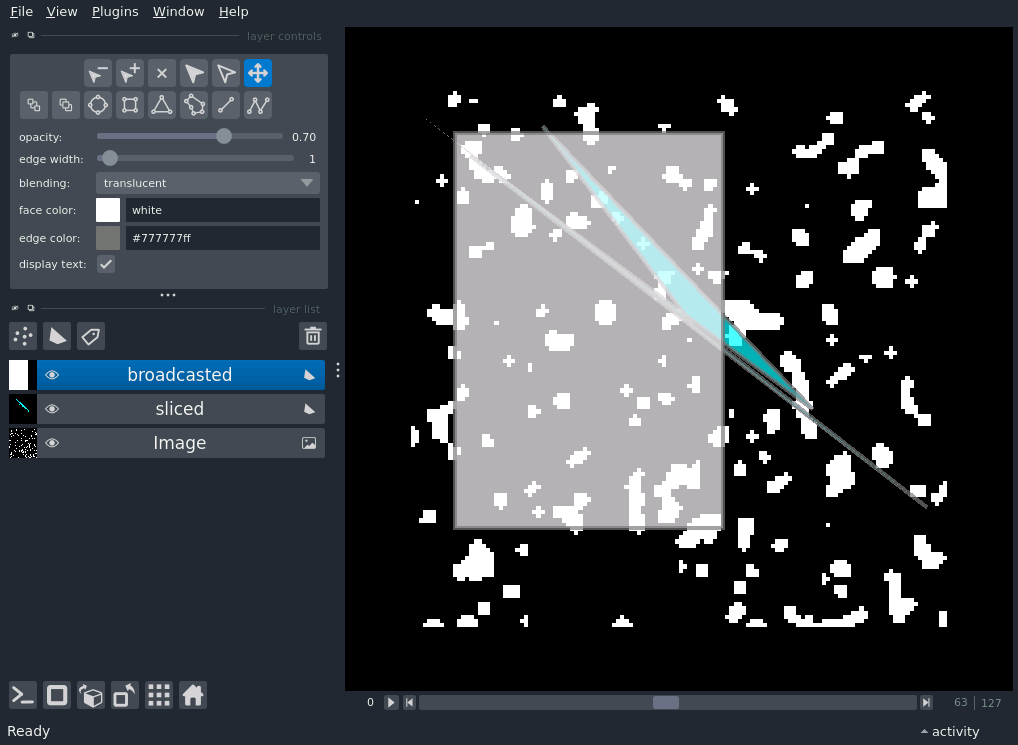 File View Plugins Window Help
layer controls
opacity: 0.70
edge width: 1
blending: translucent
face color: white
edge color: #777777ff
display text:
layer list
broadcasted
sliced
Image
0 63 127
Ready activity